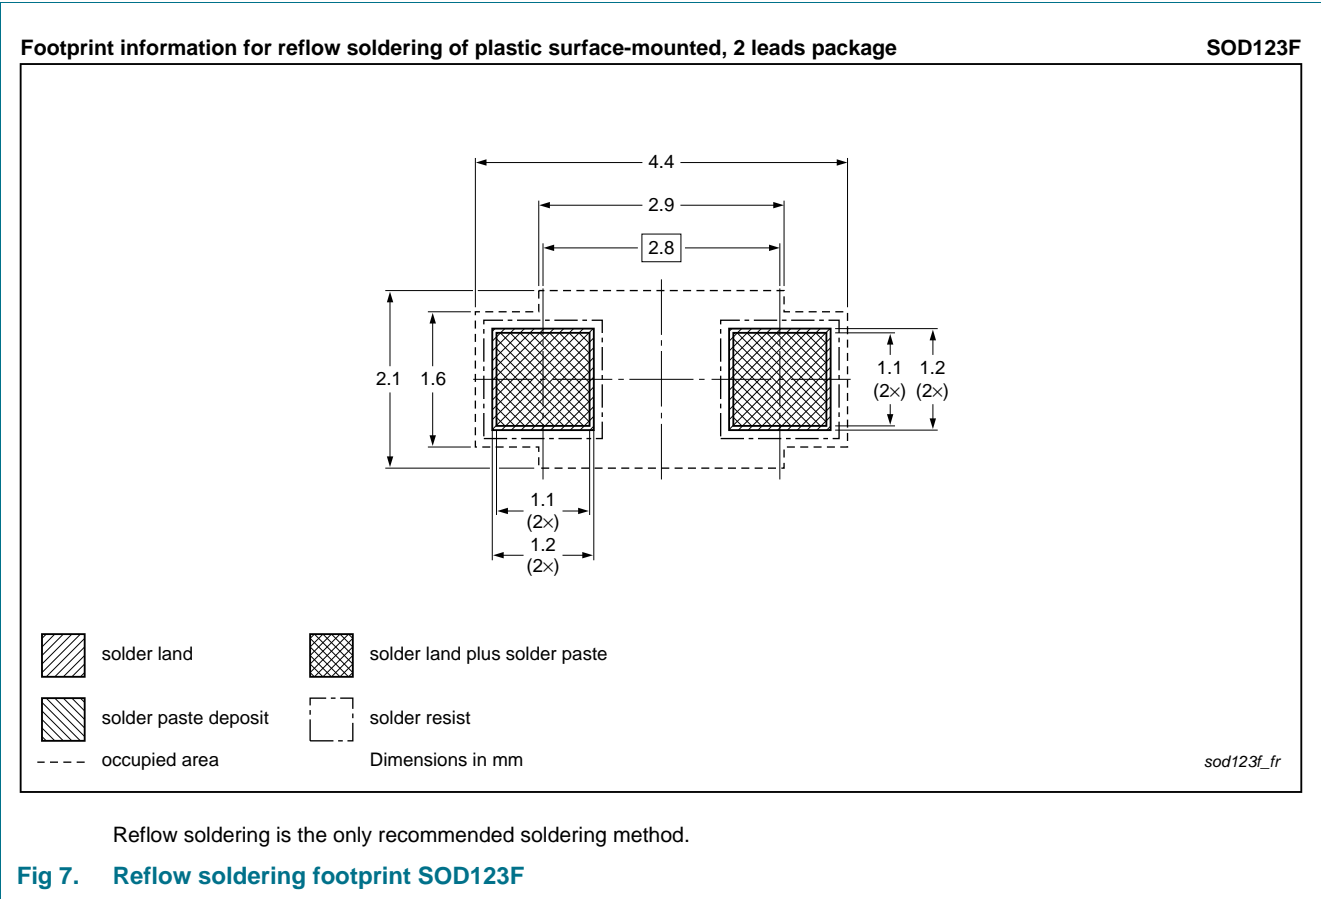 Footprint information for reflow soldering of plastic surface-mounted, 2 leads package SOD123F
4.4
2.9
2.8
2.1 1.6
1.1 1.2
(2×) (2×)
1.1
(2×)
1.2
(2×)
solder land solder land plus solder paste
solder paste deposit solder resist
occupied area Dimensions in mm sod123f_fr
Reflow soldering is the only recommended soldering method.
Fig 7. Reflow soldering footprint SOD123F